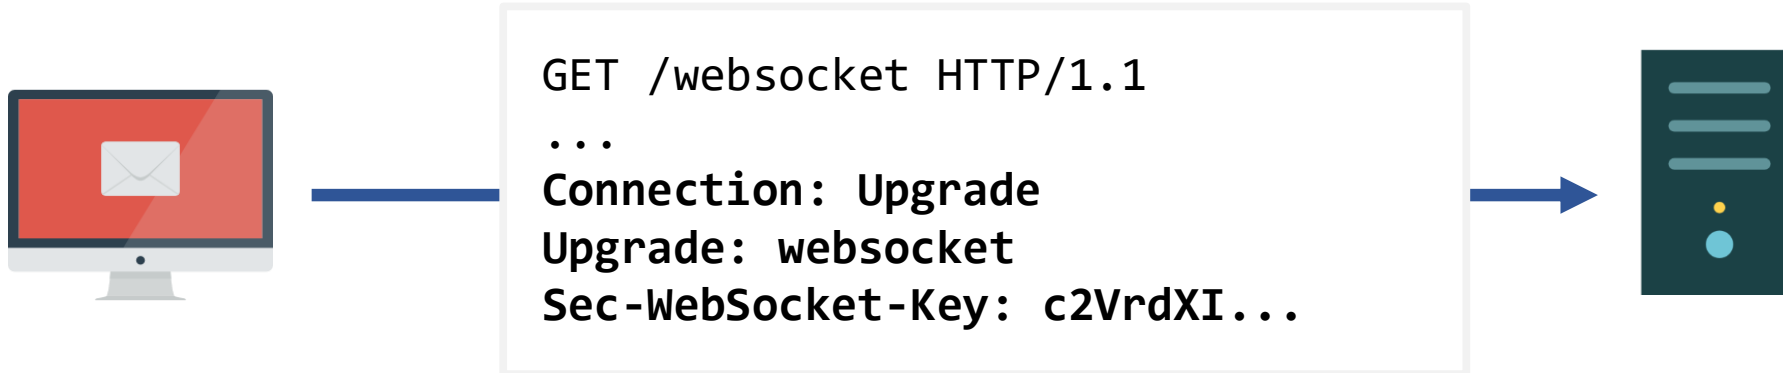 GET /websocket HTTP/1.1
...
Connection: Upgrade
Upgrade: websocket
Sec-WebSocket-Key: c2VrdXI...